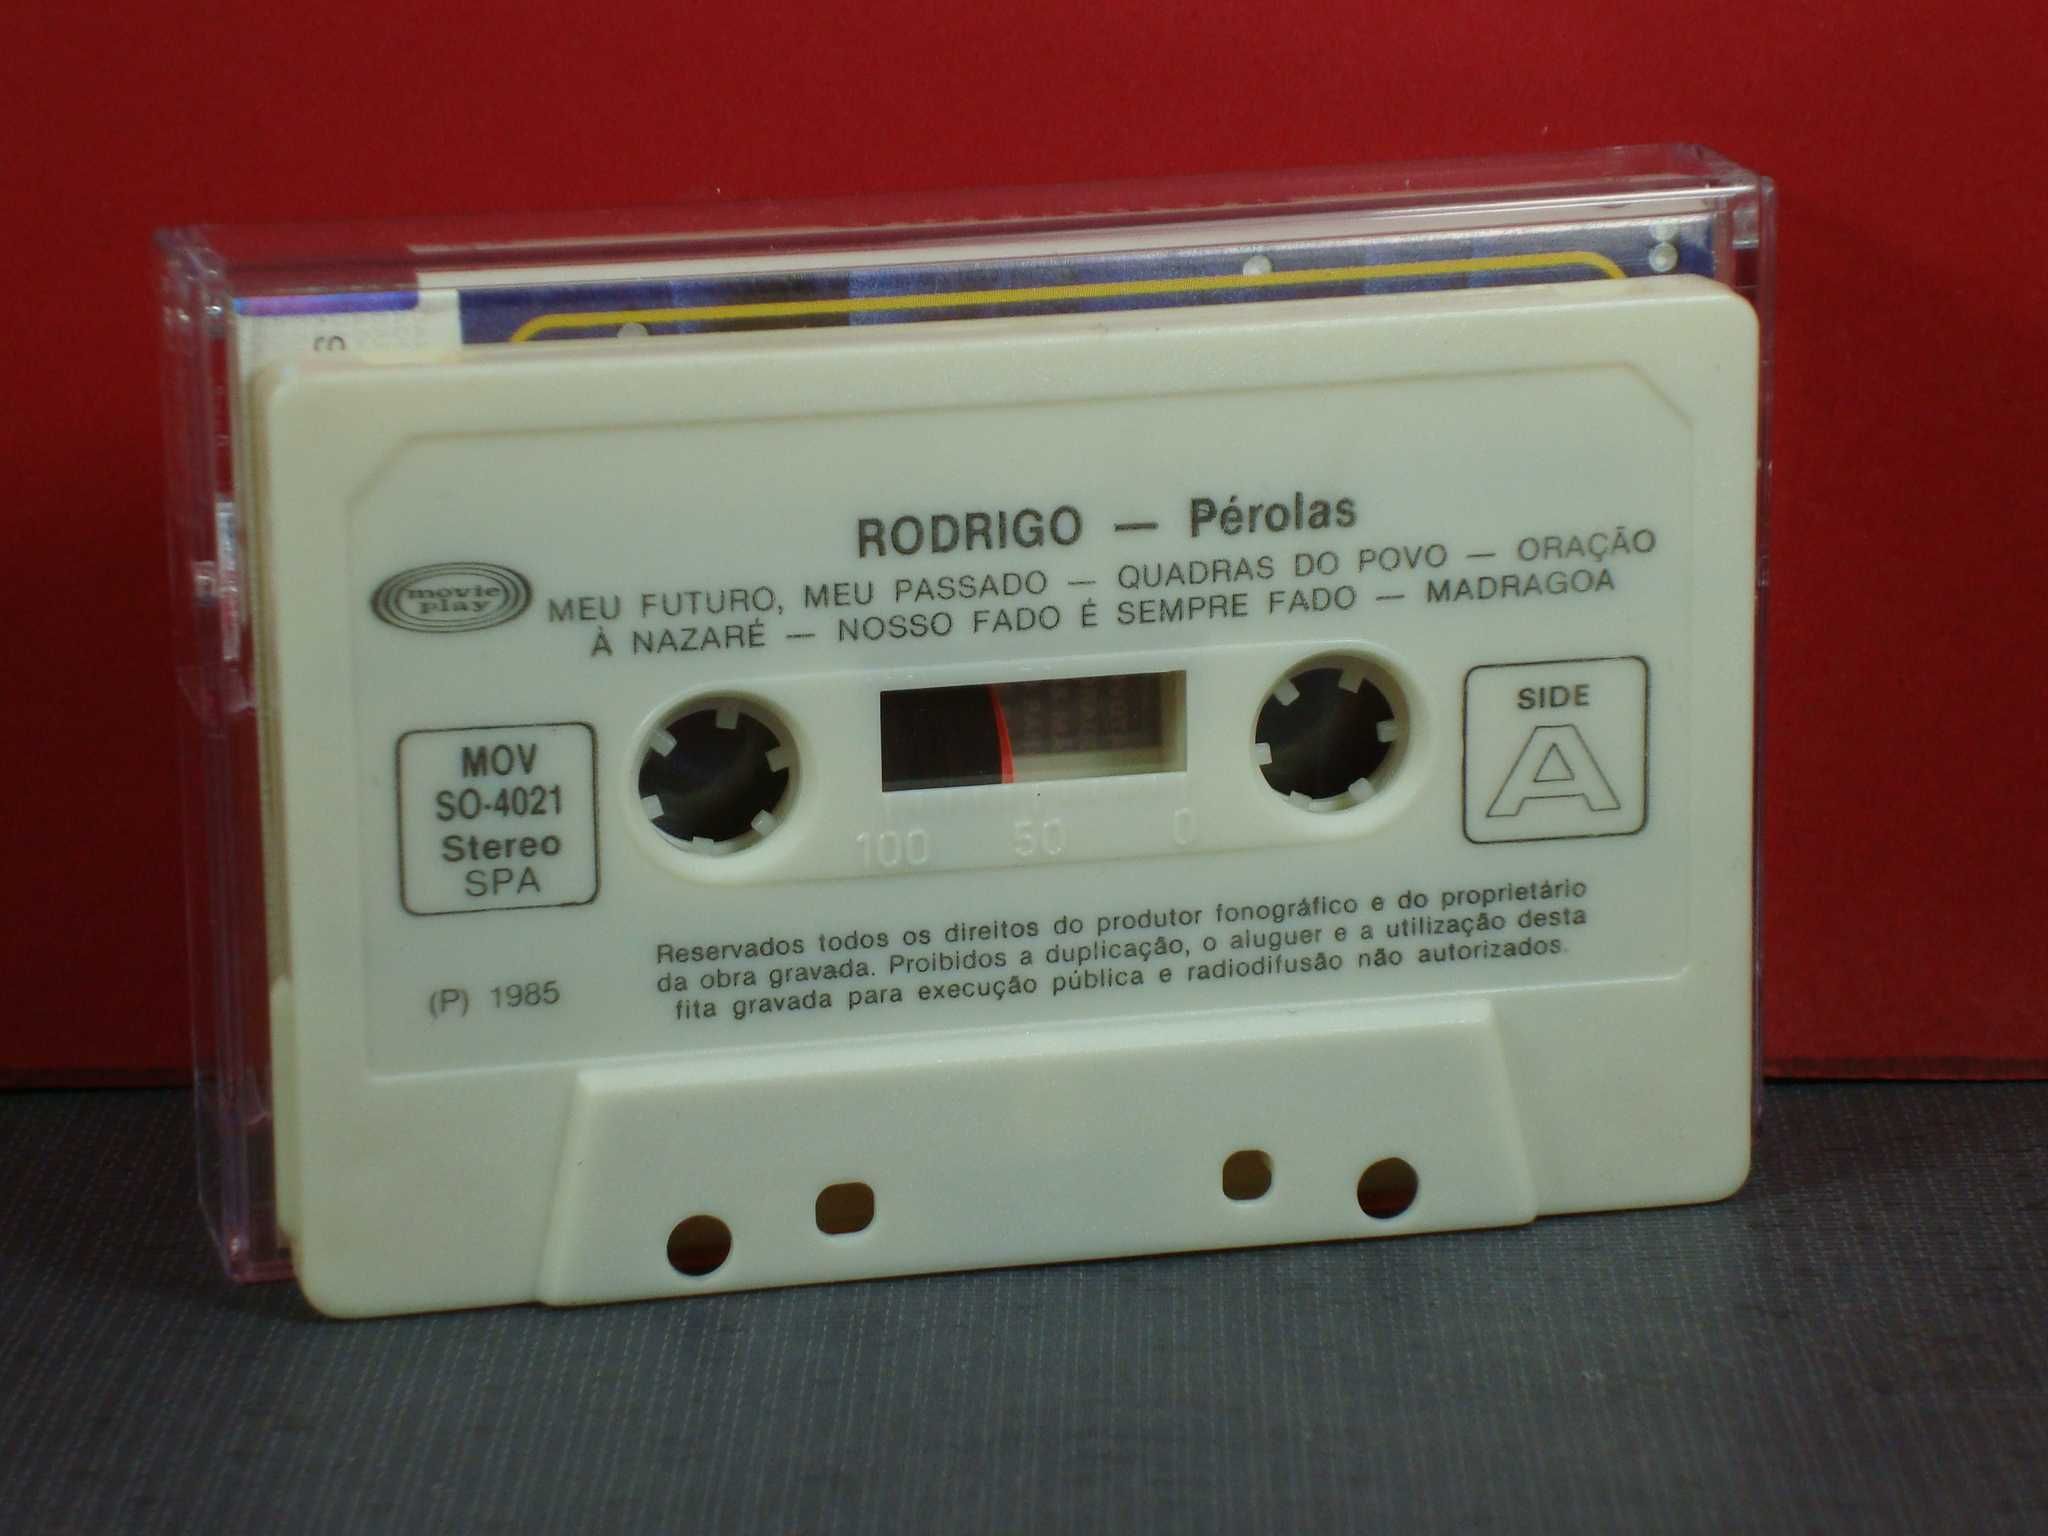 RODRIGO — Pérolas
movie
play
MEU FUTURO, MEU PASSADO — QUADRAS DO POVO — ORAÇÃO
À NAZARÉ — NOSSO FADO É SEMPRE FADO — MADRAGOA
MOV
SO-4021
Stereo
SPA
100 50 0
SIDE
A
(P) 1985
Reservados todos os direitos do produtor fonográfico e do proprietário
da obra gravada. Proibidos a duplicação, o aluguer e a utilização desta
fita gravada para execução pública e radiodifusão não autorizados.